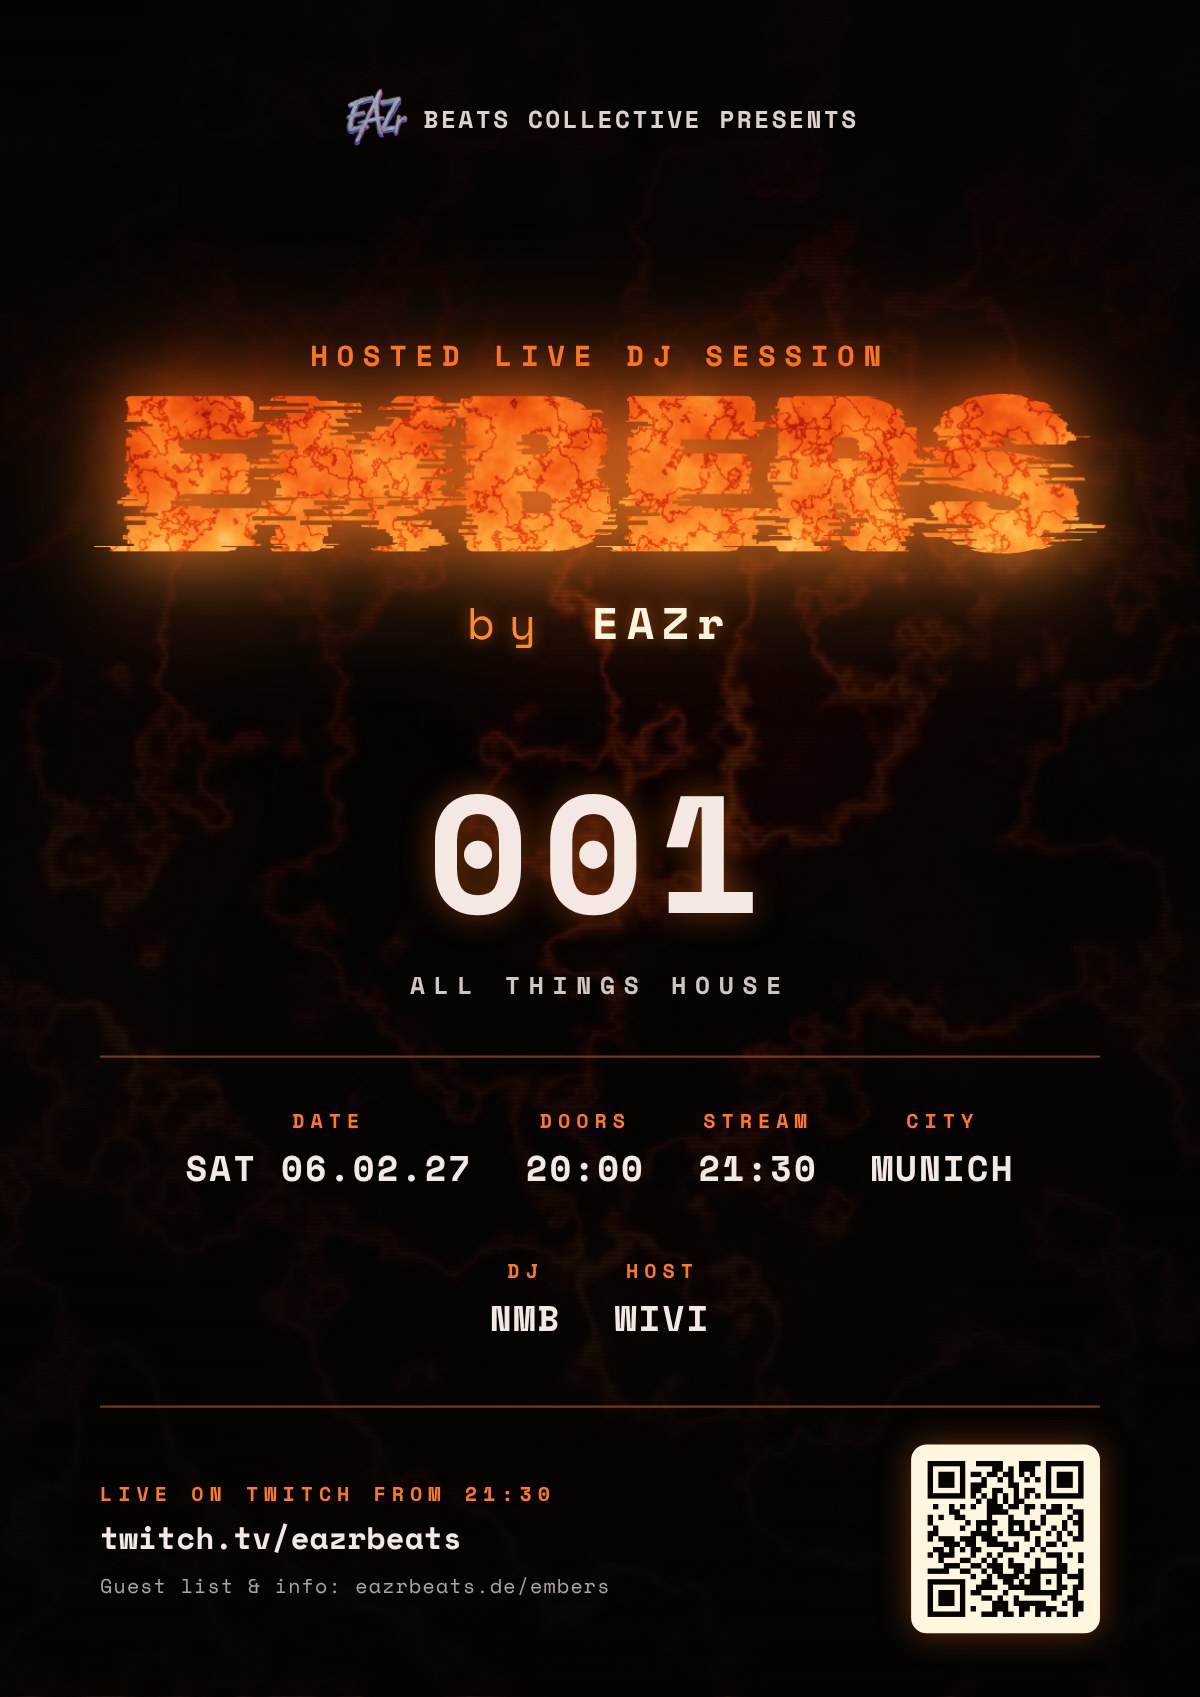 EAZr BEATS COLLECTIVE PRESENTS
HOSTED LIVE DJ SESSION
EMBERS
by EAZr
001
ALL THINGS HOUSE
DATE DOORS STREAM CITY
SAT 06.02.27 20:00 21:30 MUNICH
DJ HOST
NMB WIVI
LIVE ON TWITCH FROM 21:30
twitch.tv/eazrbeats
Guest list & info: eazrbeats.de/embers